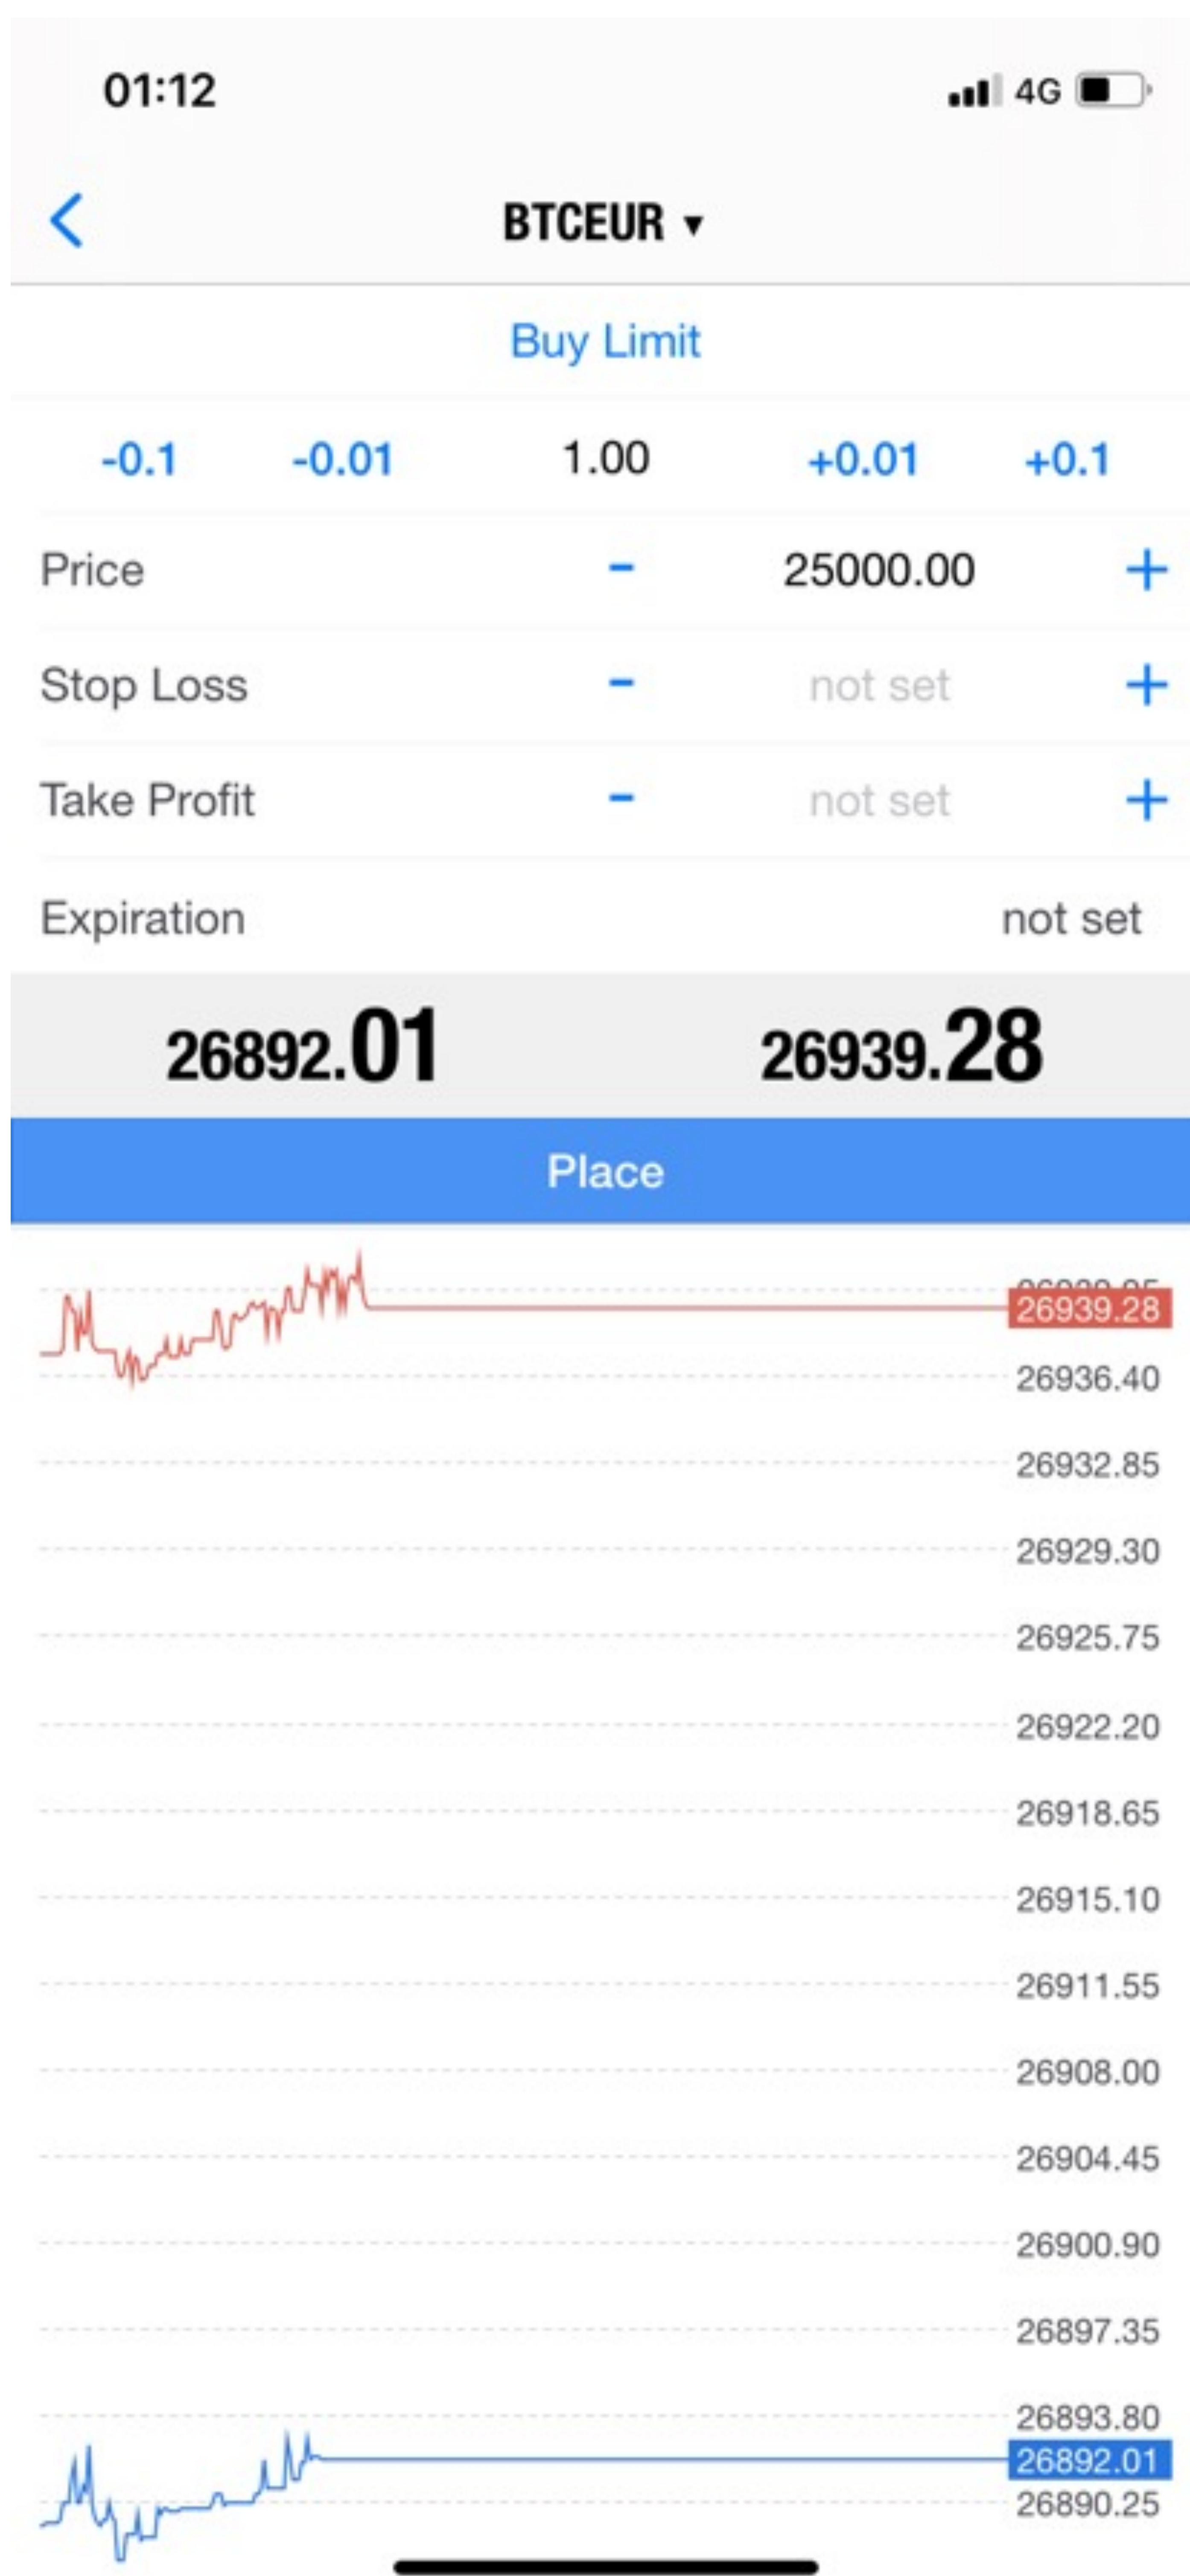 01:12 4G
BTCEUR ▼
Buy Limit
-0.1 -0.01 1.00 +0.01 +0.1
Price - 25000.00 +
Stop Loss - not set +
Take Profit - not set +
Expiration not set
26892.01 26939.28
Place
26939.28
26936.40
26932.85
26929.30
26925.75
26922.20
26918.65
26915.10
26911.55
26908.00
26904.45
26900.90
26897.35
26893.80
26892.01
26890.25